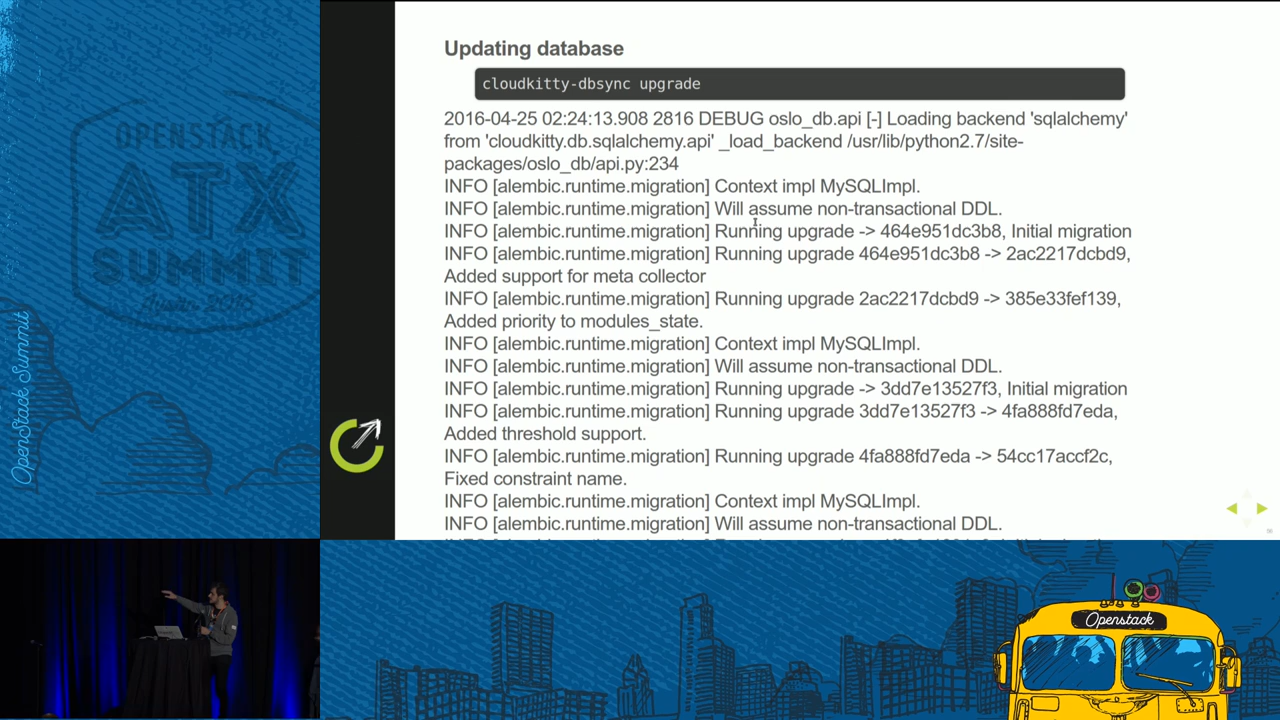 OPENSTACK
ATX
SUMMIT
Austin 2016
OpenStack Summit
Updating database
cloudkitty-dbsync upgrade
2016-04-25 02:24:13.908 2816 DEBUG oslo_db.api [-] Loading backend 'sqlalchemy'
from 'cloudkitty.db.sqlalchemy.api' _load_backend /usr/lib/python2.7/site-
packages/oslo_db/api.py:234
INFO [alembic.runtime.migration] Context impl MySQLImpl.
INFO [alembic.runtime.migration] Will assume non-transactional DDL.
INFO [alembic.runtime.migration] Running upgrade -> 464e951dc3b8, Initial migration
INFO [alembic.runtime.migration] Running upgrade 464e951dc3b8 -> 2ac2217dcbd9,
Added support for meta collector
INFO [alembic.runtime.migration] Running upgrade 2ac2217dcbd9 -> 385e33fef139,
Added priority to modules_state.
INFO [alembic.runtime.migration] Context impl MySQLImpl.
INFO [alembic.runtime.migration] Will assume non-transactional DDL.
INFO [alembic.runtime.migration] Running upgrade -> 3dd7e13527f3, Initial migration
INFO [alembic.runtime.migration] Running upgrade 3dd7e13527f3 -> 4fa888fd7eda,
Added threshold support.
INFO [alembic.runtime.migration] Running upgrade 4fa888fd7eda -> 54cc17accf2c,
Fixed constraint name.
INFO [alembic.runtime.migration] Context impl MySQLImpl.
INFO [alembic.runtime.migration] Will assume non-transactional DDL.
Openstack